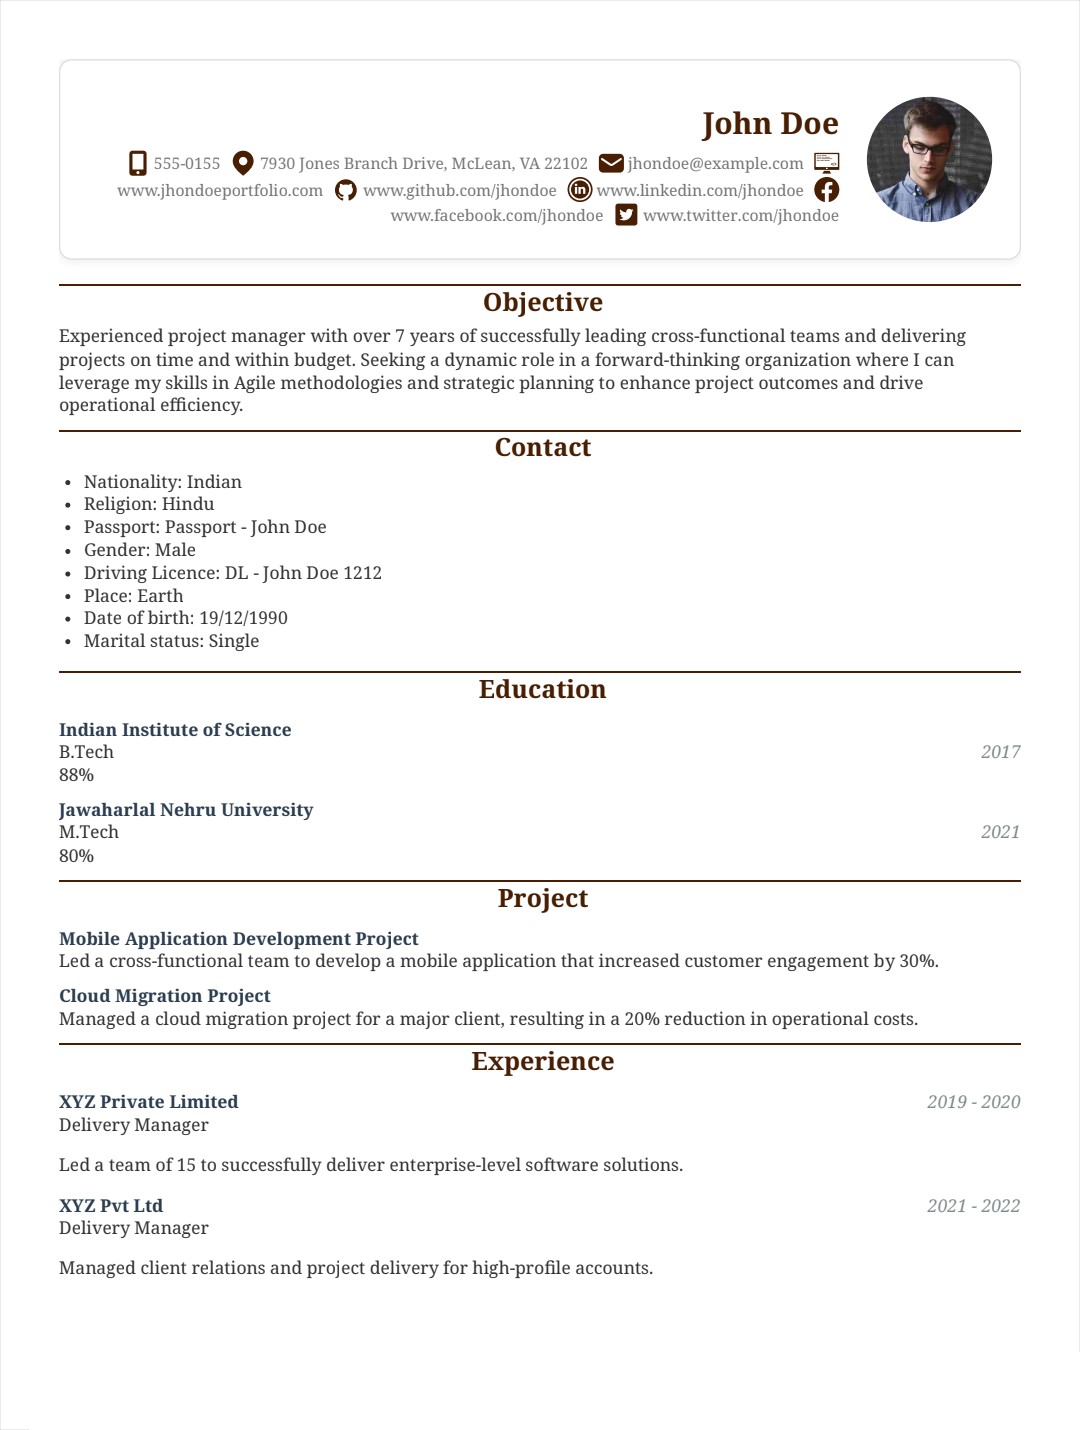 John Doe
555-0155 7930 Jones Branch Drive, McLean, VA 22102 jhondoe@example.com
www.jhondoeportfolio.com www.github.com/jhondoe www.linkedin.com/jhondoe
www.facebook.com/jhondoe www.twitter.com/jhondoe
Objective
Experienced project manager with over 7 years of successfully leading cross-functional teams and delivering
projects on time and within budget. Seeking a dynamic role in a forward-thinking organization where I can
leverage my skills in Agile methodologies and strategic planning to enhance project outcomes and drive
operational efficiency.
Contact
• Nationality: Indian
• Religion: Hindu
• Passport: Passport - John Doe
• Gender: Male
• Driving Licence: DL - John Doe 1212
• Place: Earth
• Date of birth: 19/12/1990
• Marital status: Single
Education
Indian Institute of Science
B.Tech 2017
88%
Jawaharlal Nehru University
M.Tech 2021
80%
Project
Mobile Application Development Project
Led a cross-functional team to develop a mobile application that increased customer engagement by 30%.
Cloud Migration Project
Managed a cloud migration project for a major client, resulting in a 20% reduction in operational costs.
Experience
XYZ Private Limited 2019 - 2020
Delivery Manager
Led a team of 15 to successfully deliver enterprise-level software solutions.
XYZ Pvt Ltd 2021 - 2022
Delivery Manager
Managed client relations and project delivery for high-profile accounts.